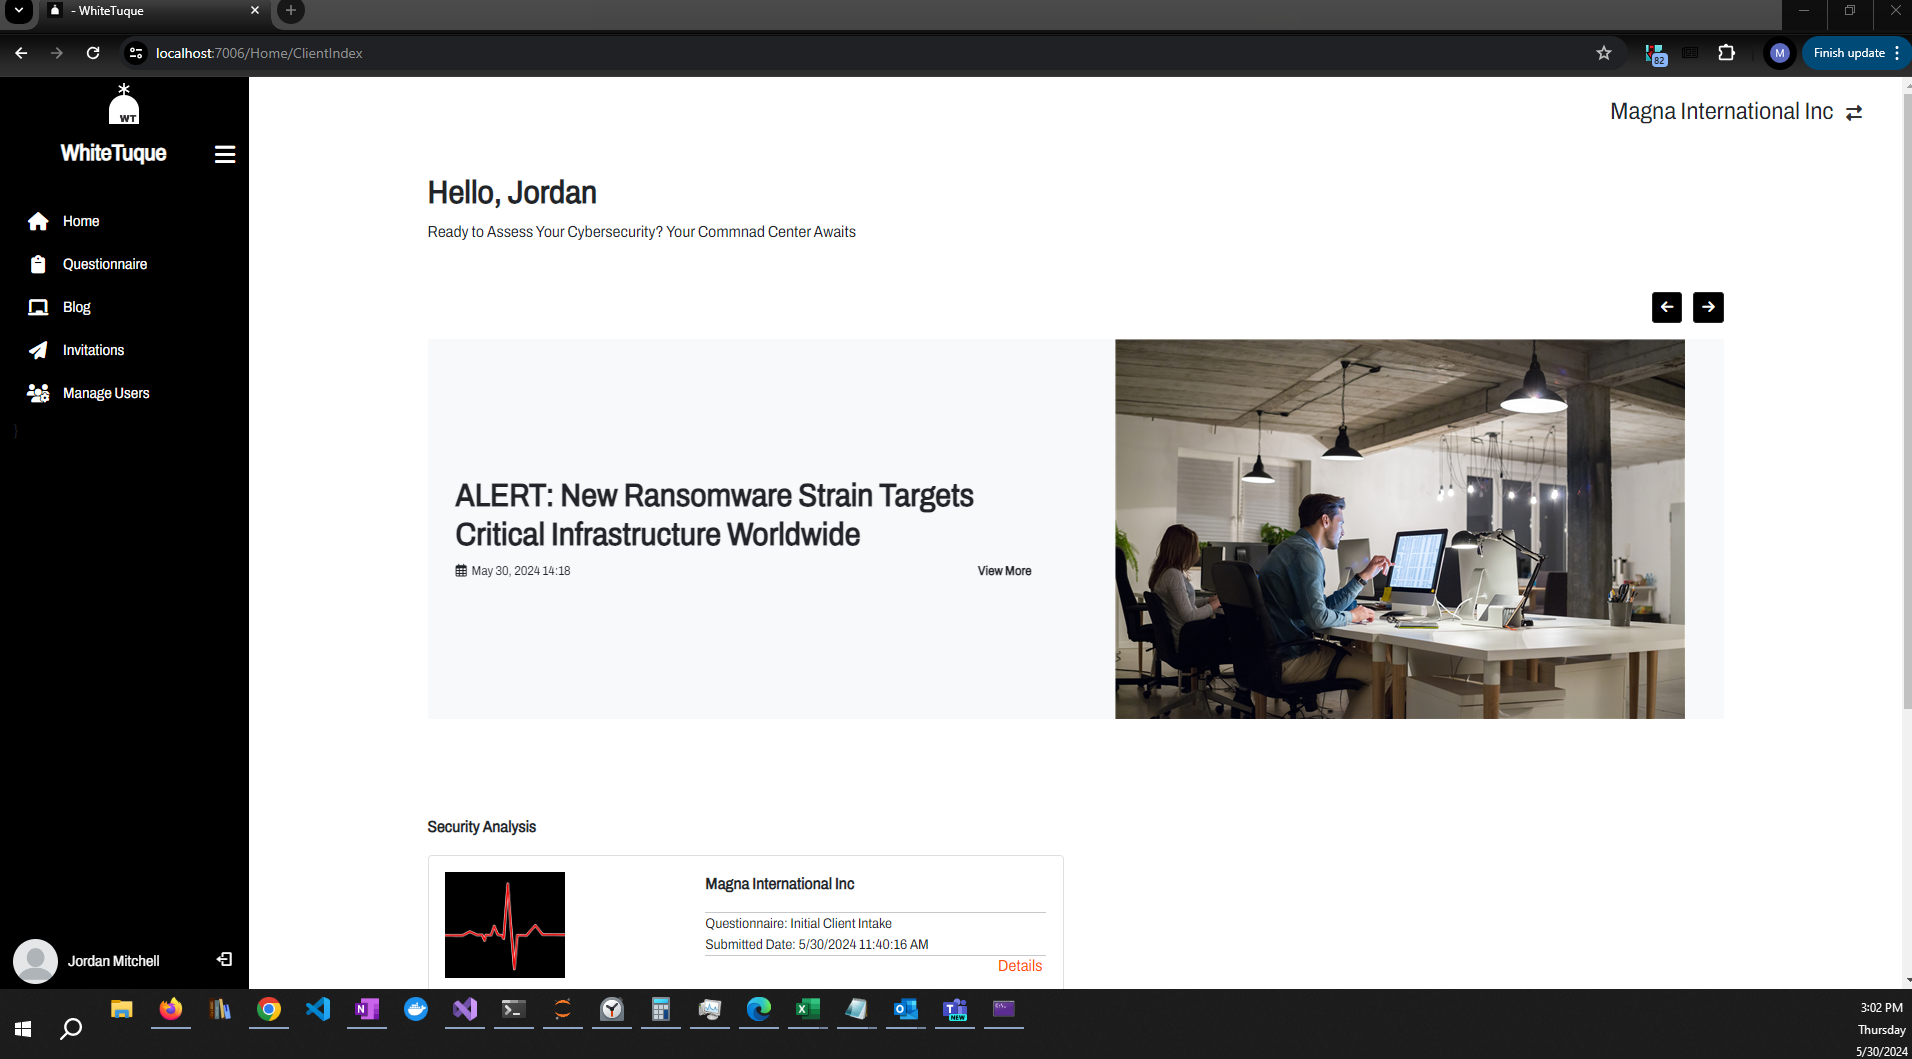 - WhiteTuque
localhost:7006/Home/ClientIndex
82
M
Finish update
WT
WhiteTuque
Home
Questionnaire
Blog
Invitations
Manage Users
}
Magna International Inc
Hello, Jordan
Ready to Assess Your Cybersecurity? Your Commnad Center Awaits
ALERT: New Ransomware Strain Targets
Critical Infrastructure Worldwide
May 30, 2024 14:18
View More
Security Analysis
Magna International Inc
Questionnaire: Initial Client Intake
Submitted Date: 5/30/2024 11:40:16 AM
Details
Jordan Mitchell
N
X
O
T
NEW
3:02 PM
Thursday
5/30/2024